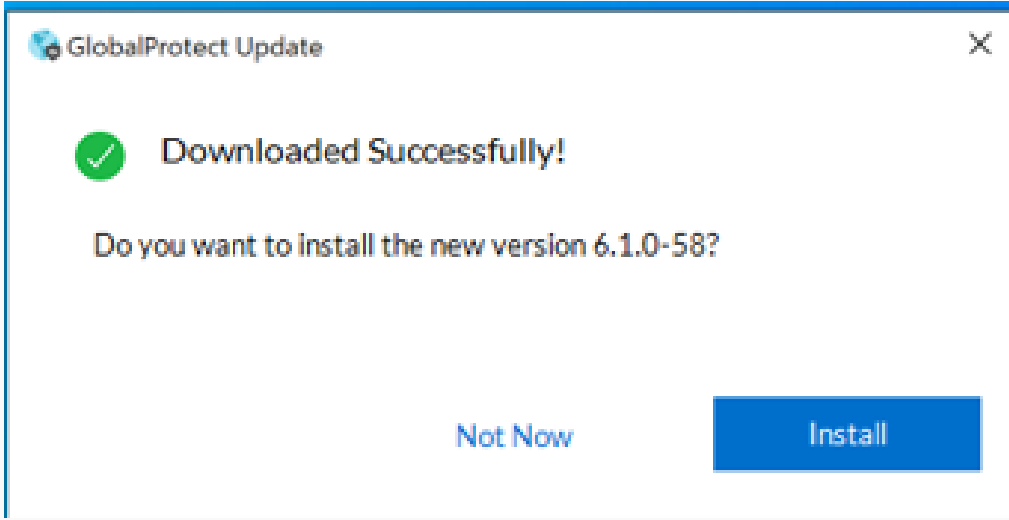 GlobalProtect Update
Downloaded Successfully!
Do you want to install the new version 6.1.0-58?
Not Now
Install